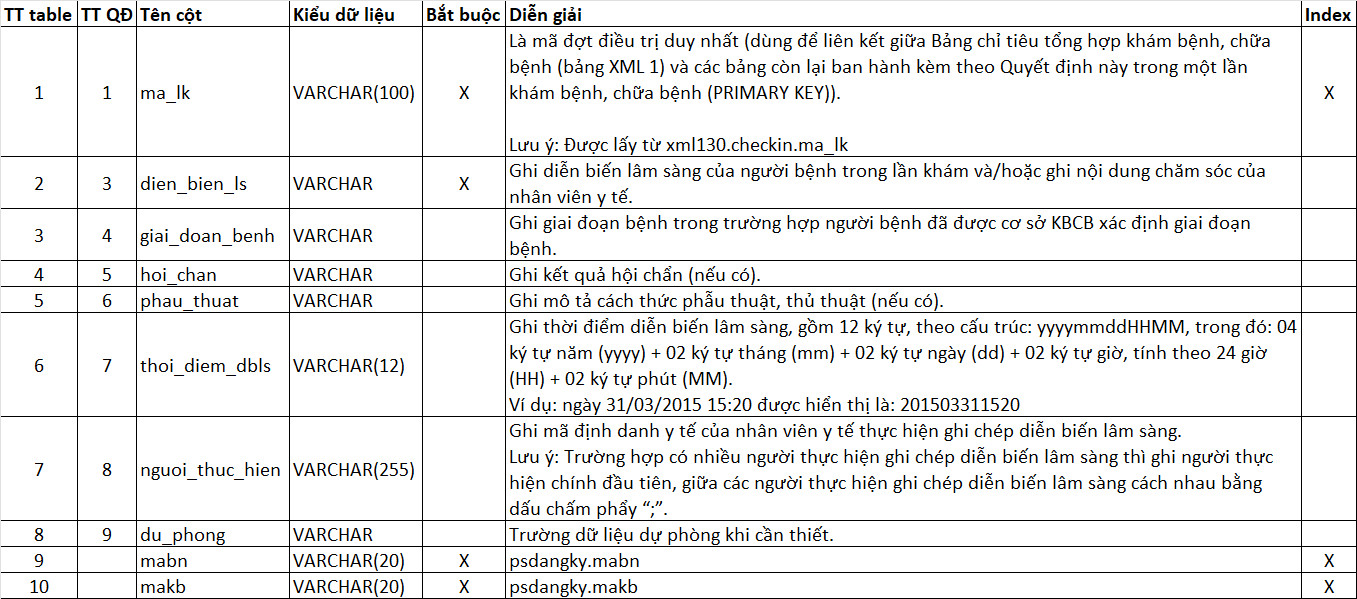 TT table TT QĐ Tên cột Kiểu dữ liệu Bắt buộc Diễn giải Index
1 1 ma_lk VARCHAR(100) X Là mã đợt điều trị duy nhất (dùng để liên kết giữa Bảng chỉ tiêu tổng hợp khám bệnh, chữa
bệnh (bảng XML 1) và các bảng còn lại ban hành kèm theo Quyết định này trong một lần
khám bệnh, chữa bệnh (PRIMARY KEY)). X
Lưu ý: Được lấy từ xml130.checkin.ma_lk
2 3 dien_bien_ls VARCHAR X Ghi diễn biến lâm sàng của người bệnh trong lần khám và/hoặc ghi nội dung chăm sóc của
nhân viên y tế.
3 4 giai_doan_benh VARCHAR Ghi giai đoạn bệnh trong trường hợp người bệnh đã được cơ sở KBCB xác định giai đoạn
bệnh.
4 5 hoi_chan VARCHAR Ghi kết quả hội chẩn (nếu có).
5 6 phau_thuat VARCHAR Ghi mô tả cách thức phẫu thuật, thủ thuật (nếu có).
6 7 thoi_diem_dbls VARCHAR(12) Ghi thời điểm diễn biến lâm sàng, gồm 12 ký tự, theo cấu trúc: yyyymmddHHMM, trong đó: 04
ký tự năm (yyyy) + 02 ký tự tháng (mm) + 02 ký tự ngày (dd) + 02 ký tự giờ, tính theo 24 giờ
(HH) + 02 ký tự phút (MM).
Ví dụ: ngày 31/03/2015 15:20 được hiển thị là: 201503311520
7 8 nguoi_thuc_hien VARCHAR(255) Ghi mã định danh y tế của nhân viên y tế thực hiện ghi chép diễn biến lâm sàng.
Lưu ý: Trường hợp có nhiều người thực hiện ghi chép diễn biến lâm sàng thì ghi người thực
hiện chính đầu tiên, giữa các người thực hiện ghi chép diễn biến lâm sàng cách nhau bằng
dấu chấm phẩy “;”.
8 9 du_phong VARCHAR Trường dữ liệu dự phòng khi cần thiết.
9 mabn VARCHAR(20) X psdangky.mabn X
10 makb VARCHAR(20) X psdangky.makb X